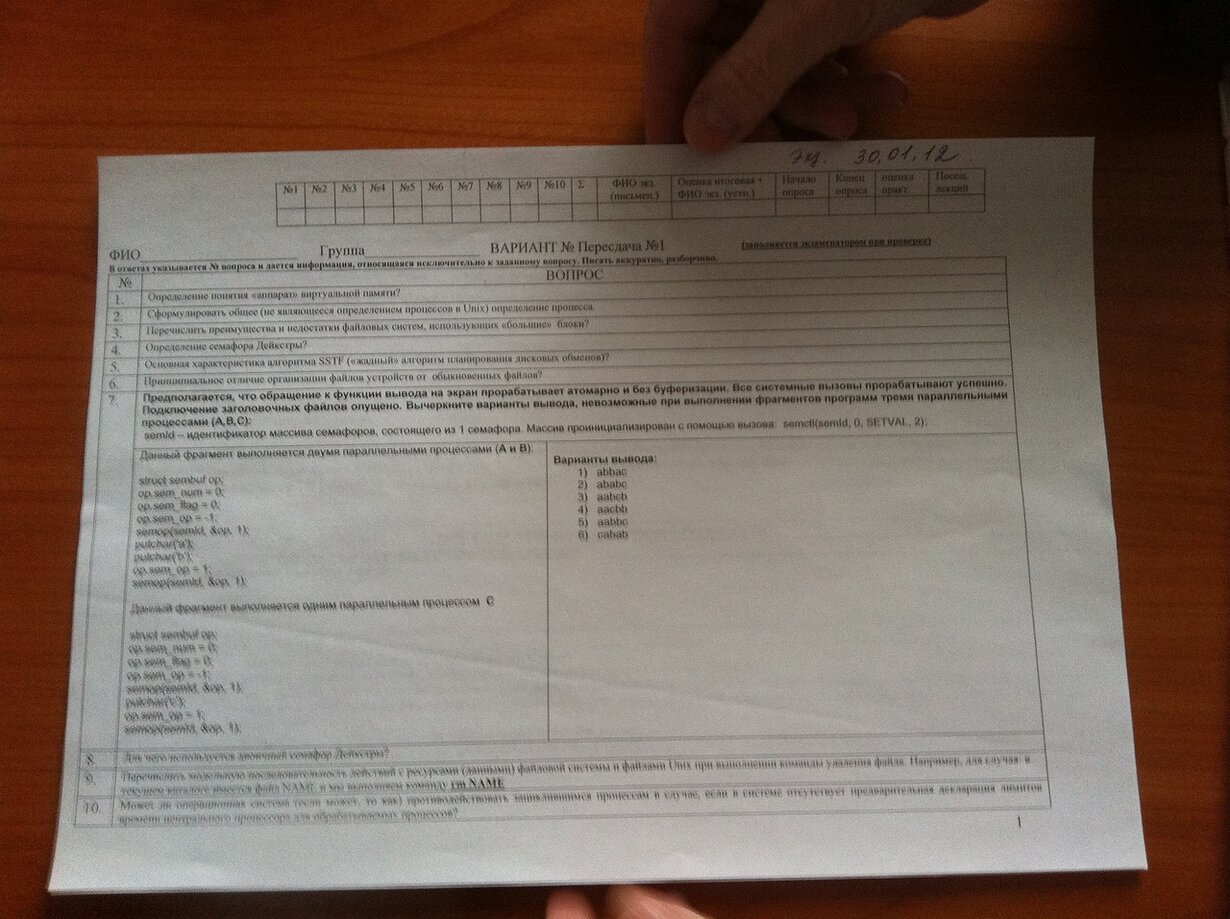 Экз. 30.01.12
№1 №2 №3 №4 №5 №6 №7 №8 №9 №10 Σ ФИО экз. (письмен.) Оценка итоговая + ФИО экз. (устн.) Начало опроса Конец опроса оценка практ. Посещ. лекций
ФИО Группа ВАРИАНТ № Пересдача №1 (заполняется экзаменатором при проверке)
В ответах указывается № вопроса и дается информация, относящаяся исключительно к заданному вопросу. Писать аккуратно, разборчиво.
№ ВОПРОС
1. Определение понятия «аппарат» виртуальной памяти?
2. Сформулировать общее (не являющееся определением процессов в Unix) определение процесса.
3. Перечислить преимущества и недостатки файловых систем, использующих «большие» блоки?
4. Определение семафора Дейкстры?
5. Основная характеристика алгоритма SSTF («жадный» алгоритм планирования дисковых обменов)?
6. Принципиальное отличие организации файлов устройств от обыкновенных файлов?
7. Предполагается, что обращение к функции вывода на экран прорабатывает атомарно и без буферизации. Все системные вызовы прорабатывают успешно.
Подключение заголовочных файлов опущено. Вычеркните варианты вывода, невозможные при выполнении фрагментов программ тремя параллельными
процессами (A,B,C):
semId – идентификатор массива семафоров, состоящего из 1 семафора. Массив проинициализирован с помощью вызова: semctl(semId, 0, SETVAL, 2);
Данный фрагмент выполняется двумя параллельными процессами (A и B):
struct sembuf op;
op.sem_num = 0;
op.sem_flag = 0;
op.sem_op = -1;
semop(semId, &op, 1);
putchar('a');
putchar('b');
op.sem_op = 1;
semop(semId, &op, 1);
Данный фрагмент выполняется одним параллельным процессом C
struct sembuf op;
op.sem_num = 0;
op.sem_flag = 0;
op.sem_op = -1;
semop(semId, &op, 1);
putchar('c');
op.sem_op = 1;
semop(semId, &op, 1);
Варианты вывода:
1) abbac
2) ababc
3) aabcb
4) aacbb
5) aabbc
6) cabab
8. Для чего используется двоичный семафор Дейкстры?
9. Перечислить модельную последовательность действий с ресурсами (данными) файловой системы и файлами Unix при выполнении команды удаления файла. Например, для случая: в
текущем каталоге имеется файл NAME и мы выполняем команду rm NAME
10. Может ли операционная система (если может, то как) противодействовать зациклившимся процессам в случае, если в системе отсутствует предварительная декларация лимитов
времени центрального процессора для обрабатываемых процессов?
1